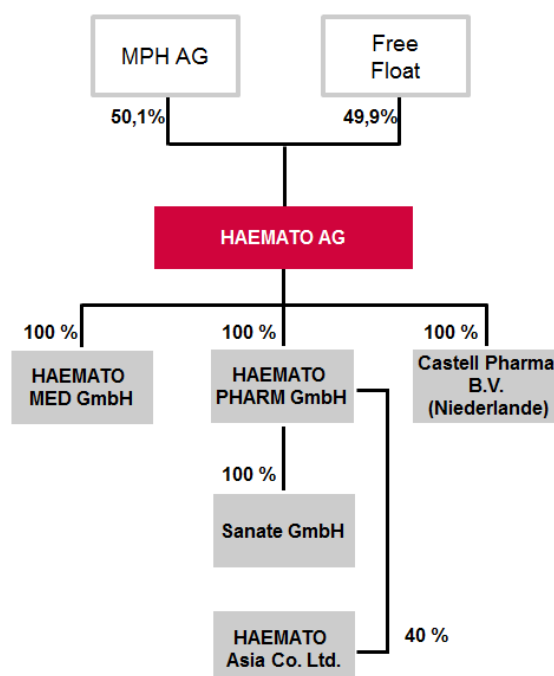 MPH AG
Free
Float
50,1%
49,9%
HAEMATO AG
100 %
100 %
100 %
HAEMATO
MED GmbH
HAEMATO
PHARM GmbH
Castell Pharma
B.V.
(Niederlande)
100 %
Sanate GmbH
HAEMATO
Asia Co. Ltd.
40 %